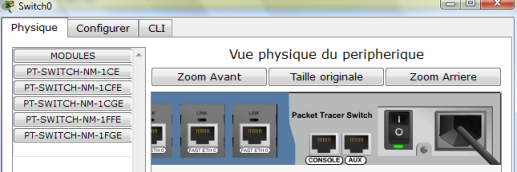 Switch0
Physique Configurer CLI
MODULES
PT-SWITCH-NM-1CE
PT-SWITCH-NM-1CFE
PT-SWITCH-NM-1CGE
PT-SWITCH-NM-1FFE
PT-SWITCH-NM-1FGE
Vue physique du peripherique
Zoom Avant Taille originale Zoom Arriere
LINK LINK
Packet Tracer Switch
FAST ETH 0 FAST ETH 0
CONSOLE AUX